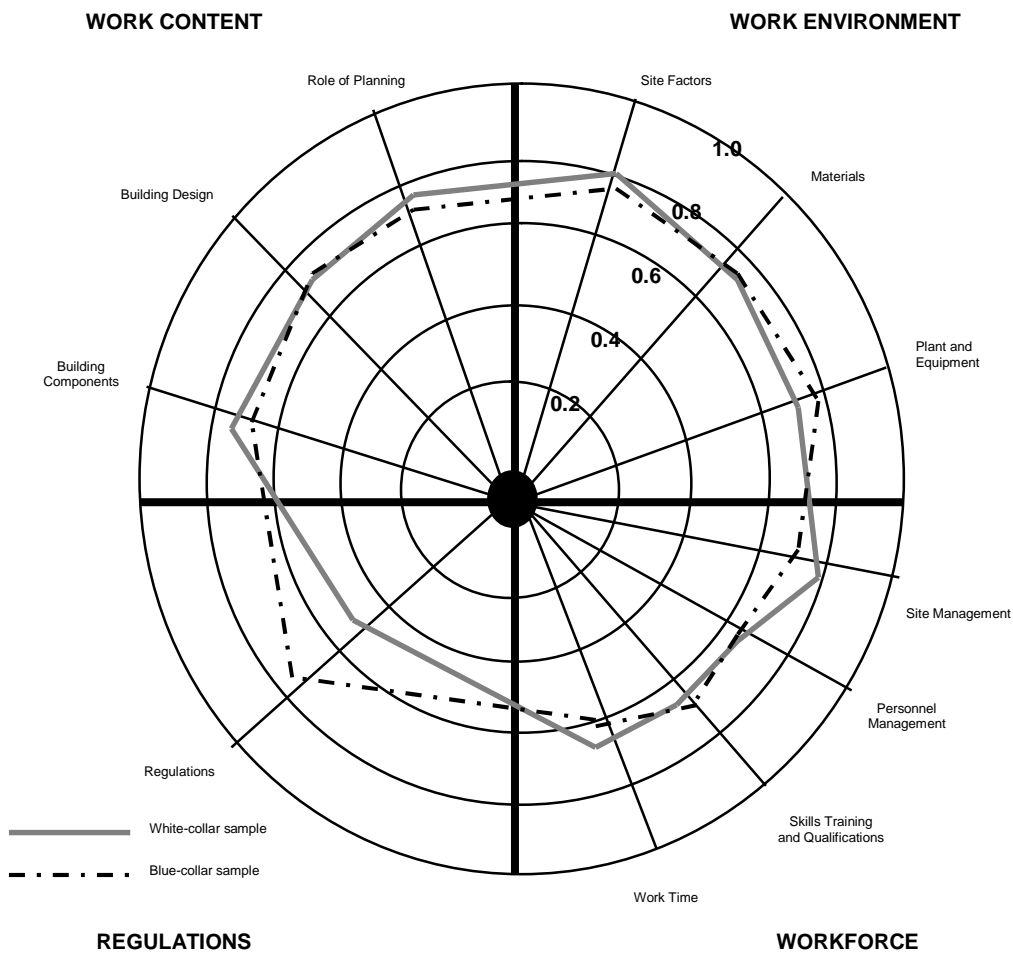 WORK CONTENT
WORK ENVIRONMENT
Role of Planning
Site Factors
1.0
Materials
Building Design
0.8
0.6
0.4
Plant and
Equipment
Building
Components
0.2
Site Management
Personnel
Management
Regulations
Skills Training
and Qualifications
White-collar sample
Blue-collar sample
Work Time
REGULATIONS
WORKFORCE